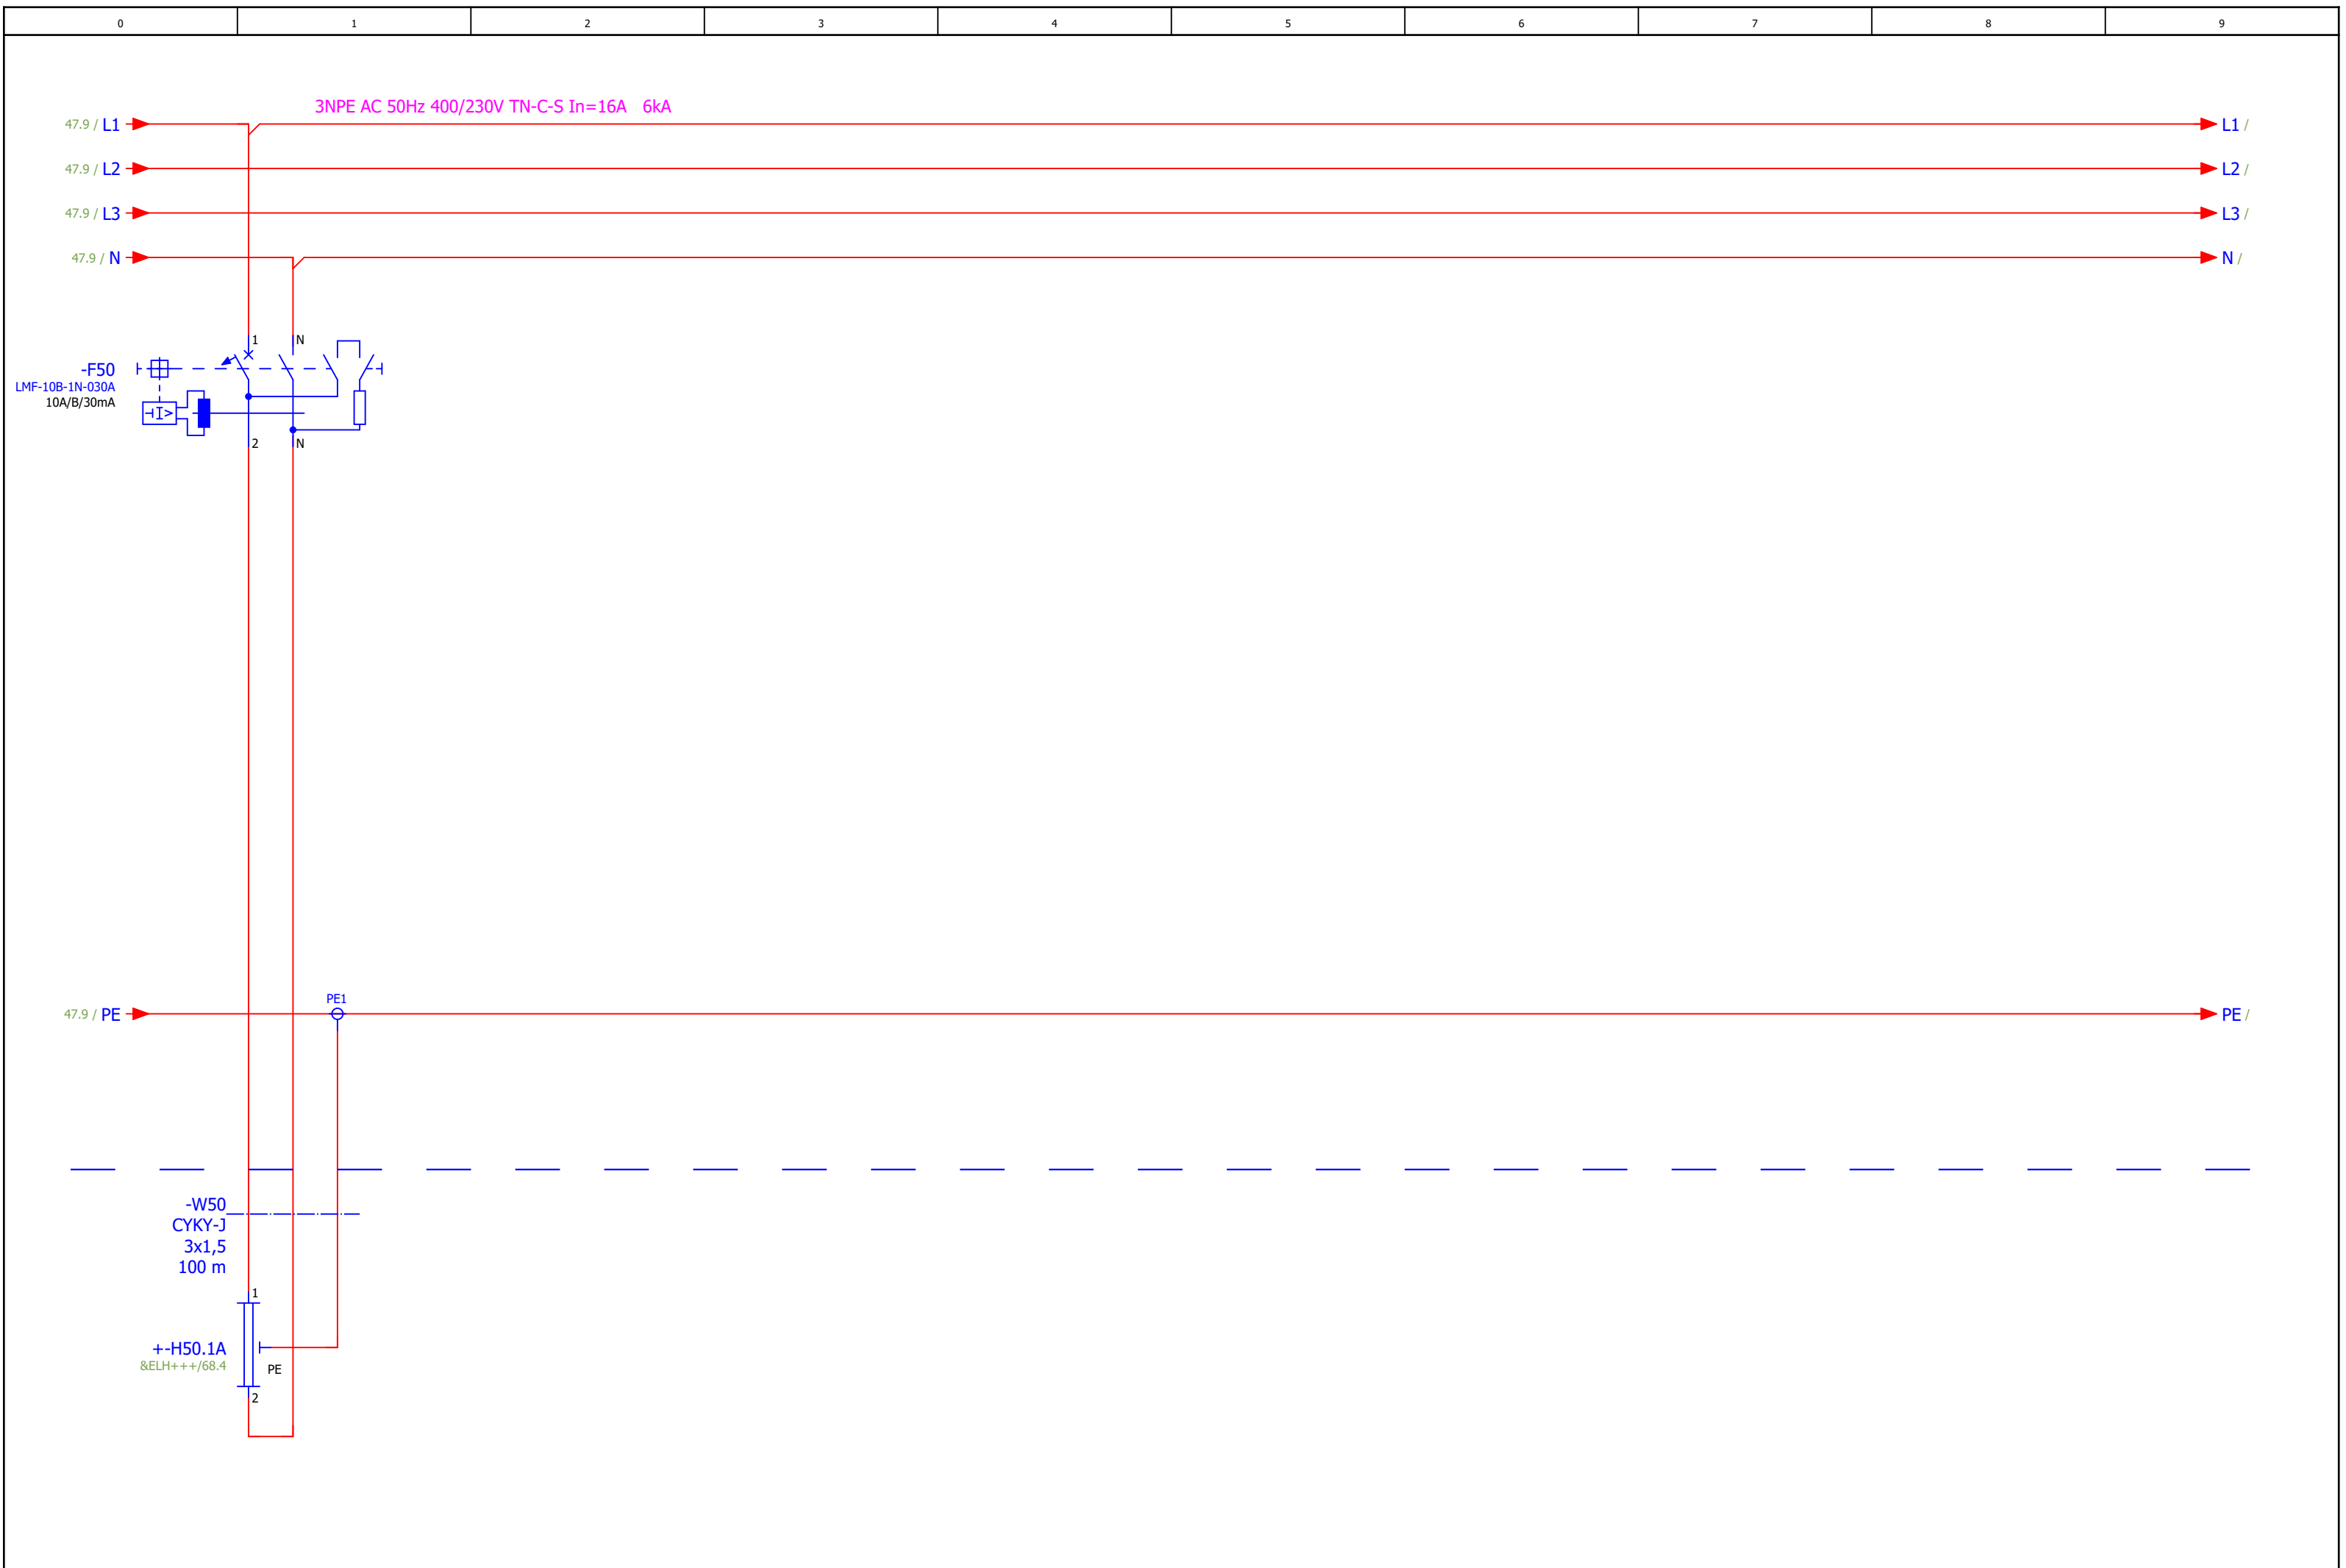 0 1 2 3 4 5 6 7 8 9
3NPE AC 50Hz 400/230V TN-C-S In=16A 6kA
47.9 / L1 L1 /
47.9 / L2 L2 /
47.9 / L3 L3 /
47.9 / N N /
1 N
-F50
LMF-10B-1N-030A
10A/B/30mA
I>
2 N
PE1
47.9 / PE PE /
-W50
CYKY-J
3x1,5
100 m
1
+-H50.1A
&ELH+++/68.4
PE
2